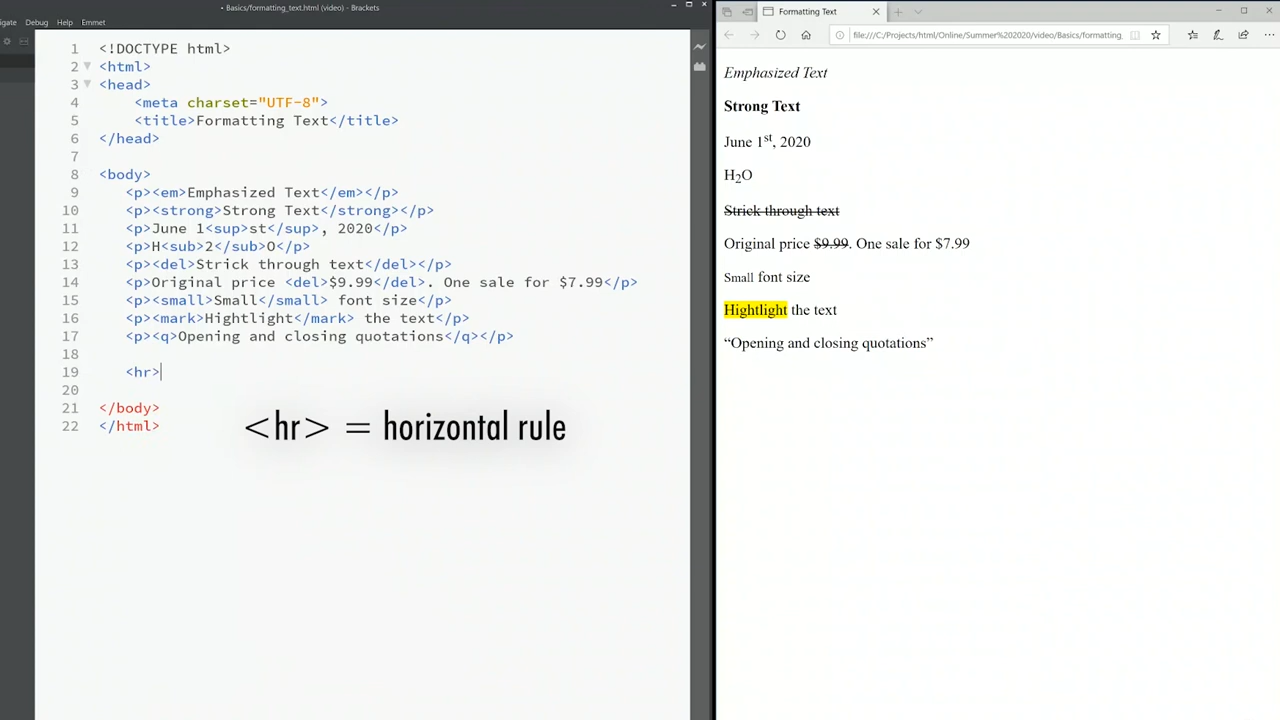 • Basics/formatting_text.html (video) - Brackets
igate Debug Help Emmet
1 <!DOCTYPE html>
2 <html>
3 <head>
4 <meta charset="UTF-8">
5 <title>Formatting Text</title>
6 </head>
7
8 <body>
9 <p><em>Emphasized Text</em></p>
10 <p><strong>Strong Text</strong></p>
11 <p>June 1<sup>st</sup>, 2020</p>
12 <p>H<sub>2</sub>O</p>
13 <p><del>Strick through text</del></p>
14 <p>Original price <del>$9.99</del>. One sale for $7.99</p>
15 <p><small>Small</small> font size</p>
16 <p><mark>Hightlight</mark> the text</p>
17 <p><q>Opening and closing quotations</q></p>
18
19 <hr>
20
21 </body>
22 </html>
<hr> = horizontal rule
Formatting Text
file:///C:/Projects/html/Online/Summer%202020/video/Basics/formatting_
Emphasized Text
Strong Text
June 1st, 2020
H2O
Strick through text
Original price $9.99. One sale for $7.99
Small font size
Hightlight the text
“Opening and closing quotations”